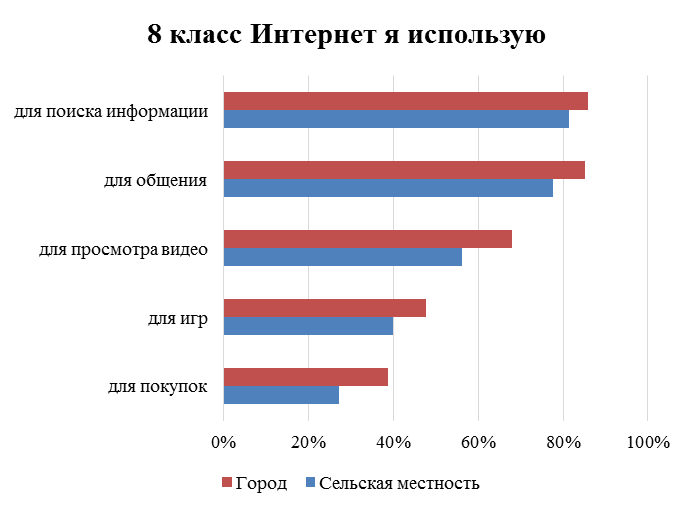 8 класс Интернет я использую
для поиска информации
для общения
для просмотра видео
для игр
для покупок
0% 20% 40% 60% 80% 100%
Город Сельская местность